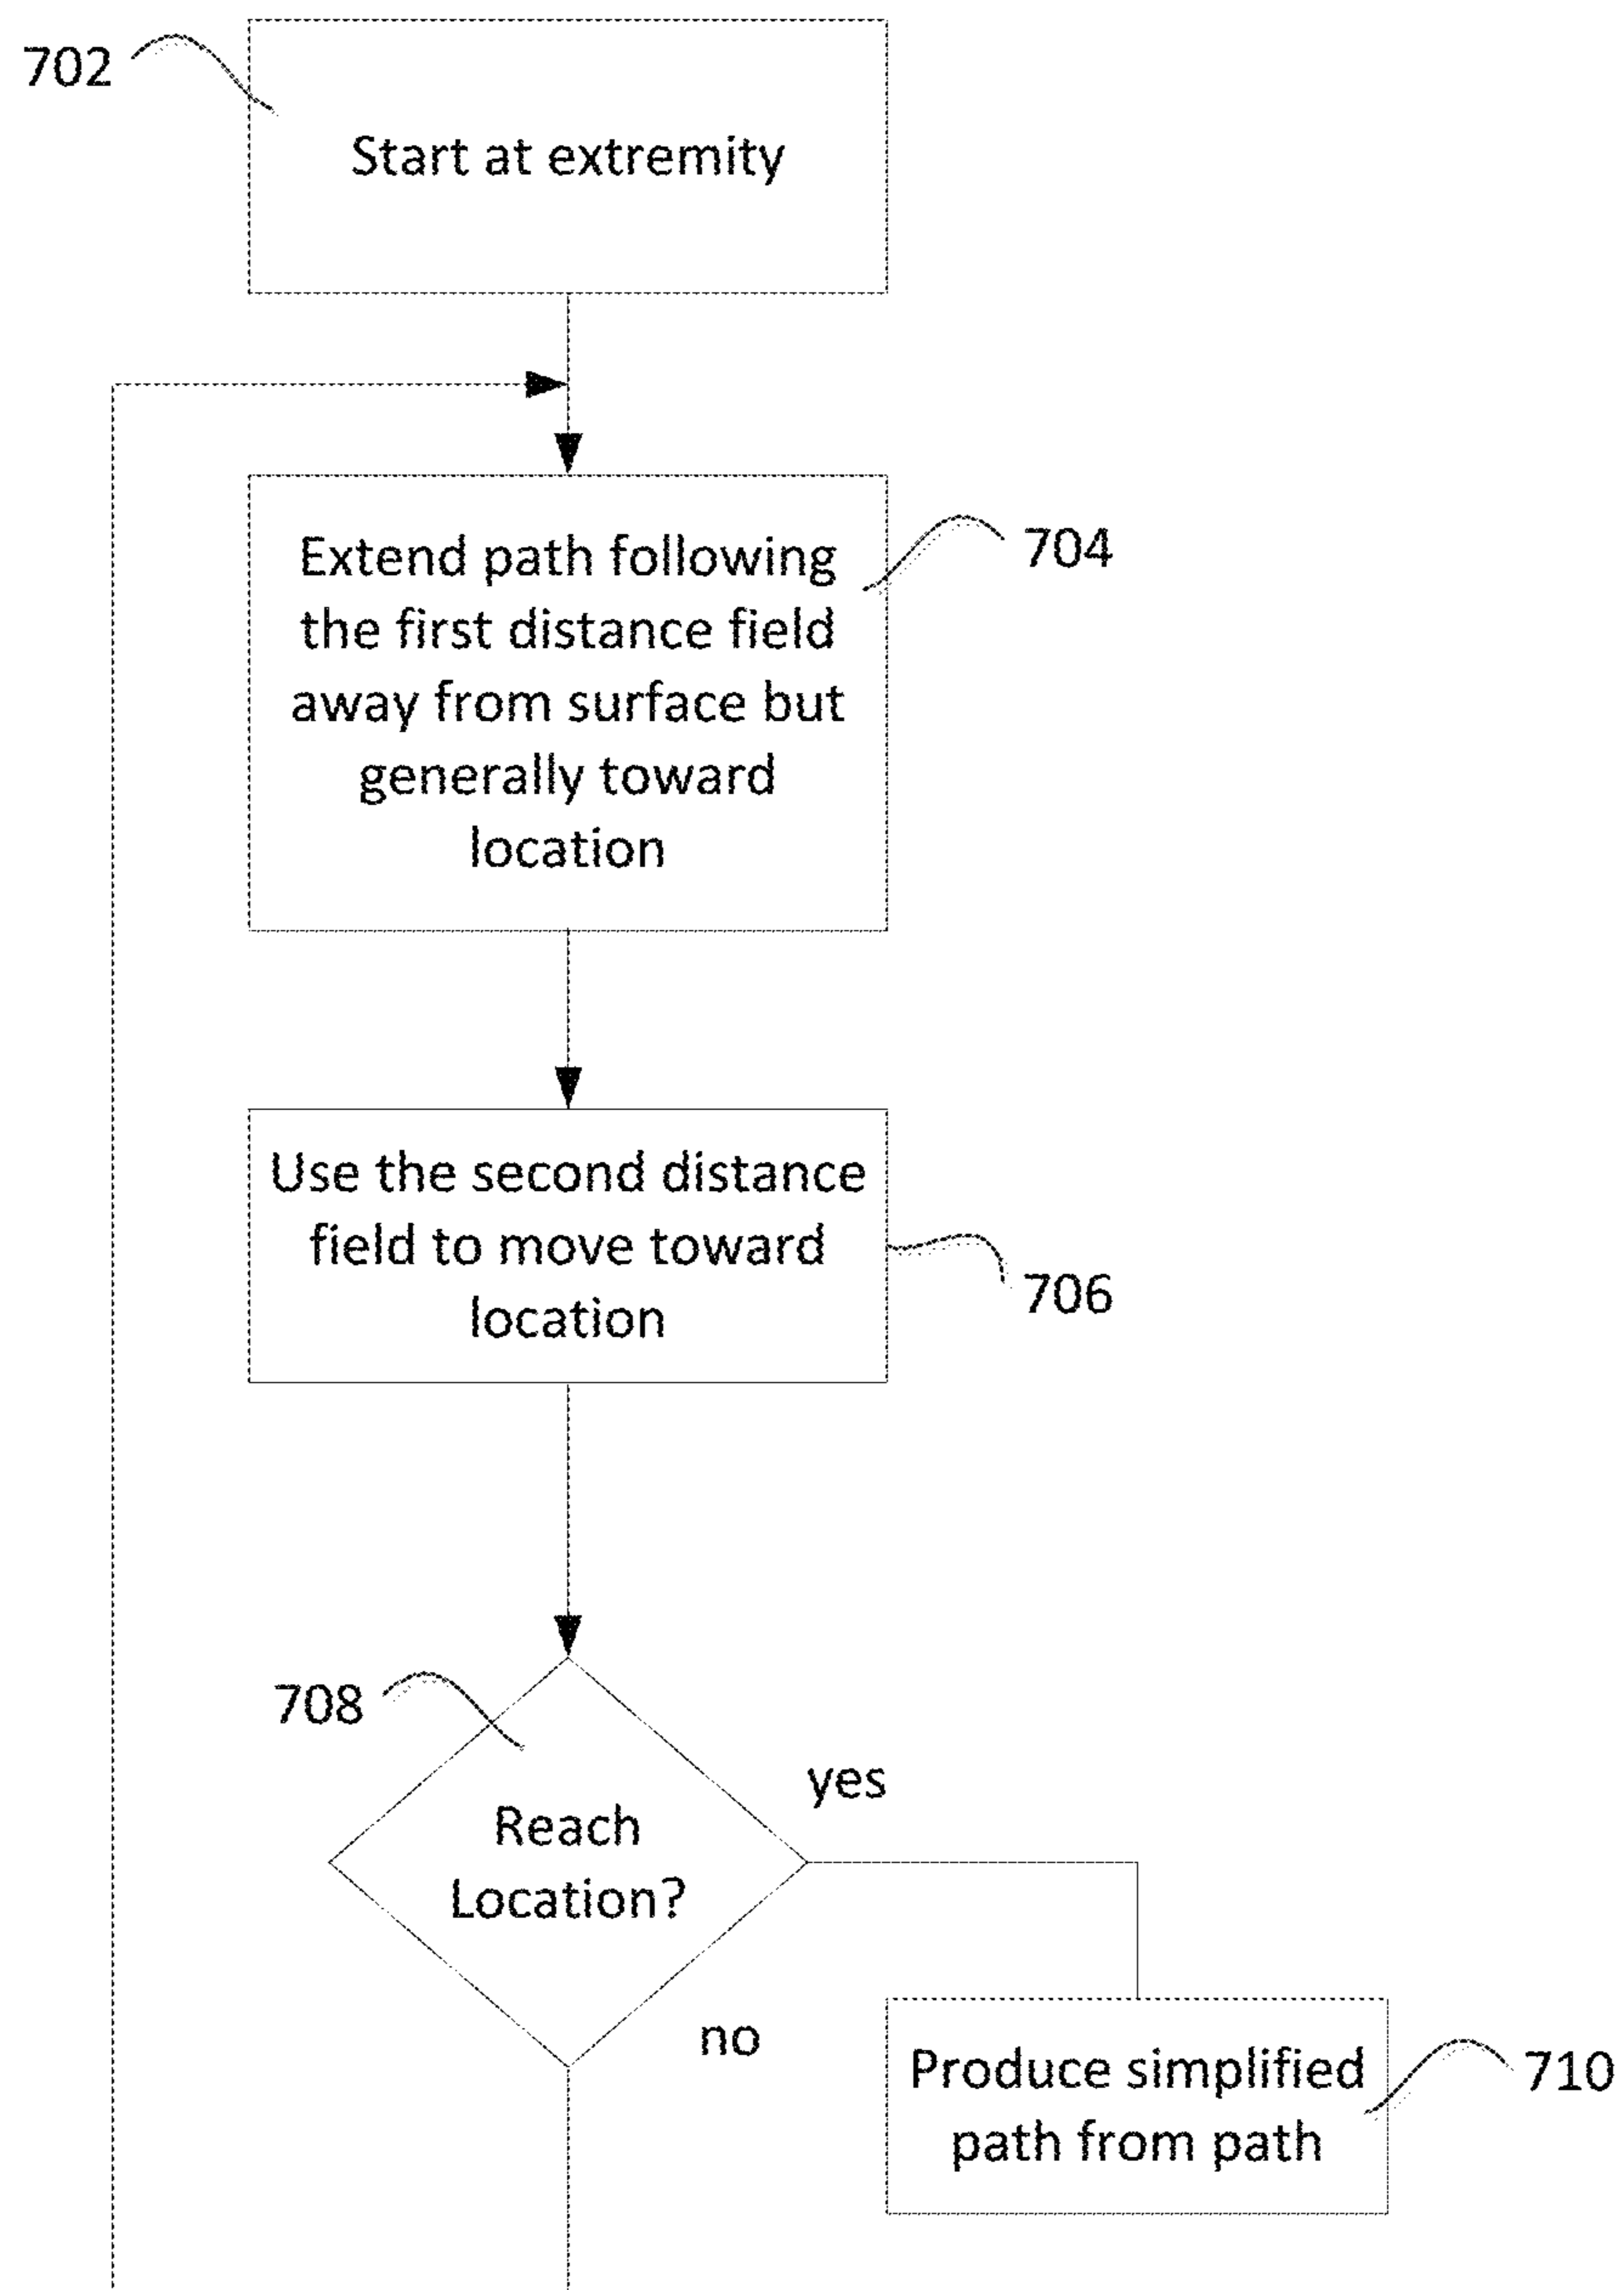 702
Start at extremity
Extend path following
the first distance field
away from surface but
generally toward
location
704
Use the second distance
field to move toward
location
706
708
Reach
Location?
yes
no
Produce simplified
path from path
710